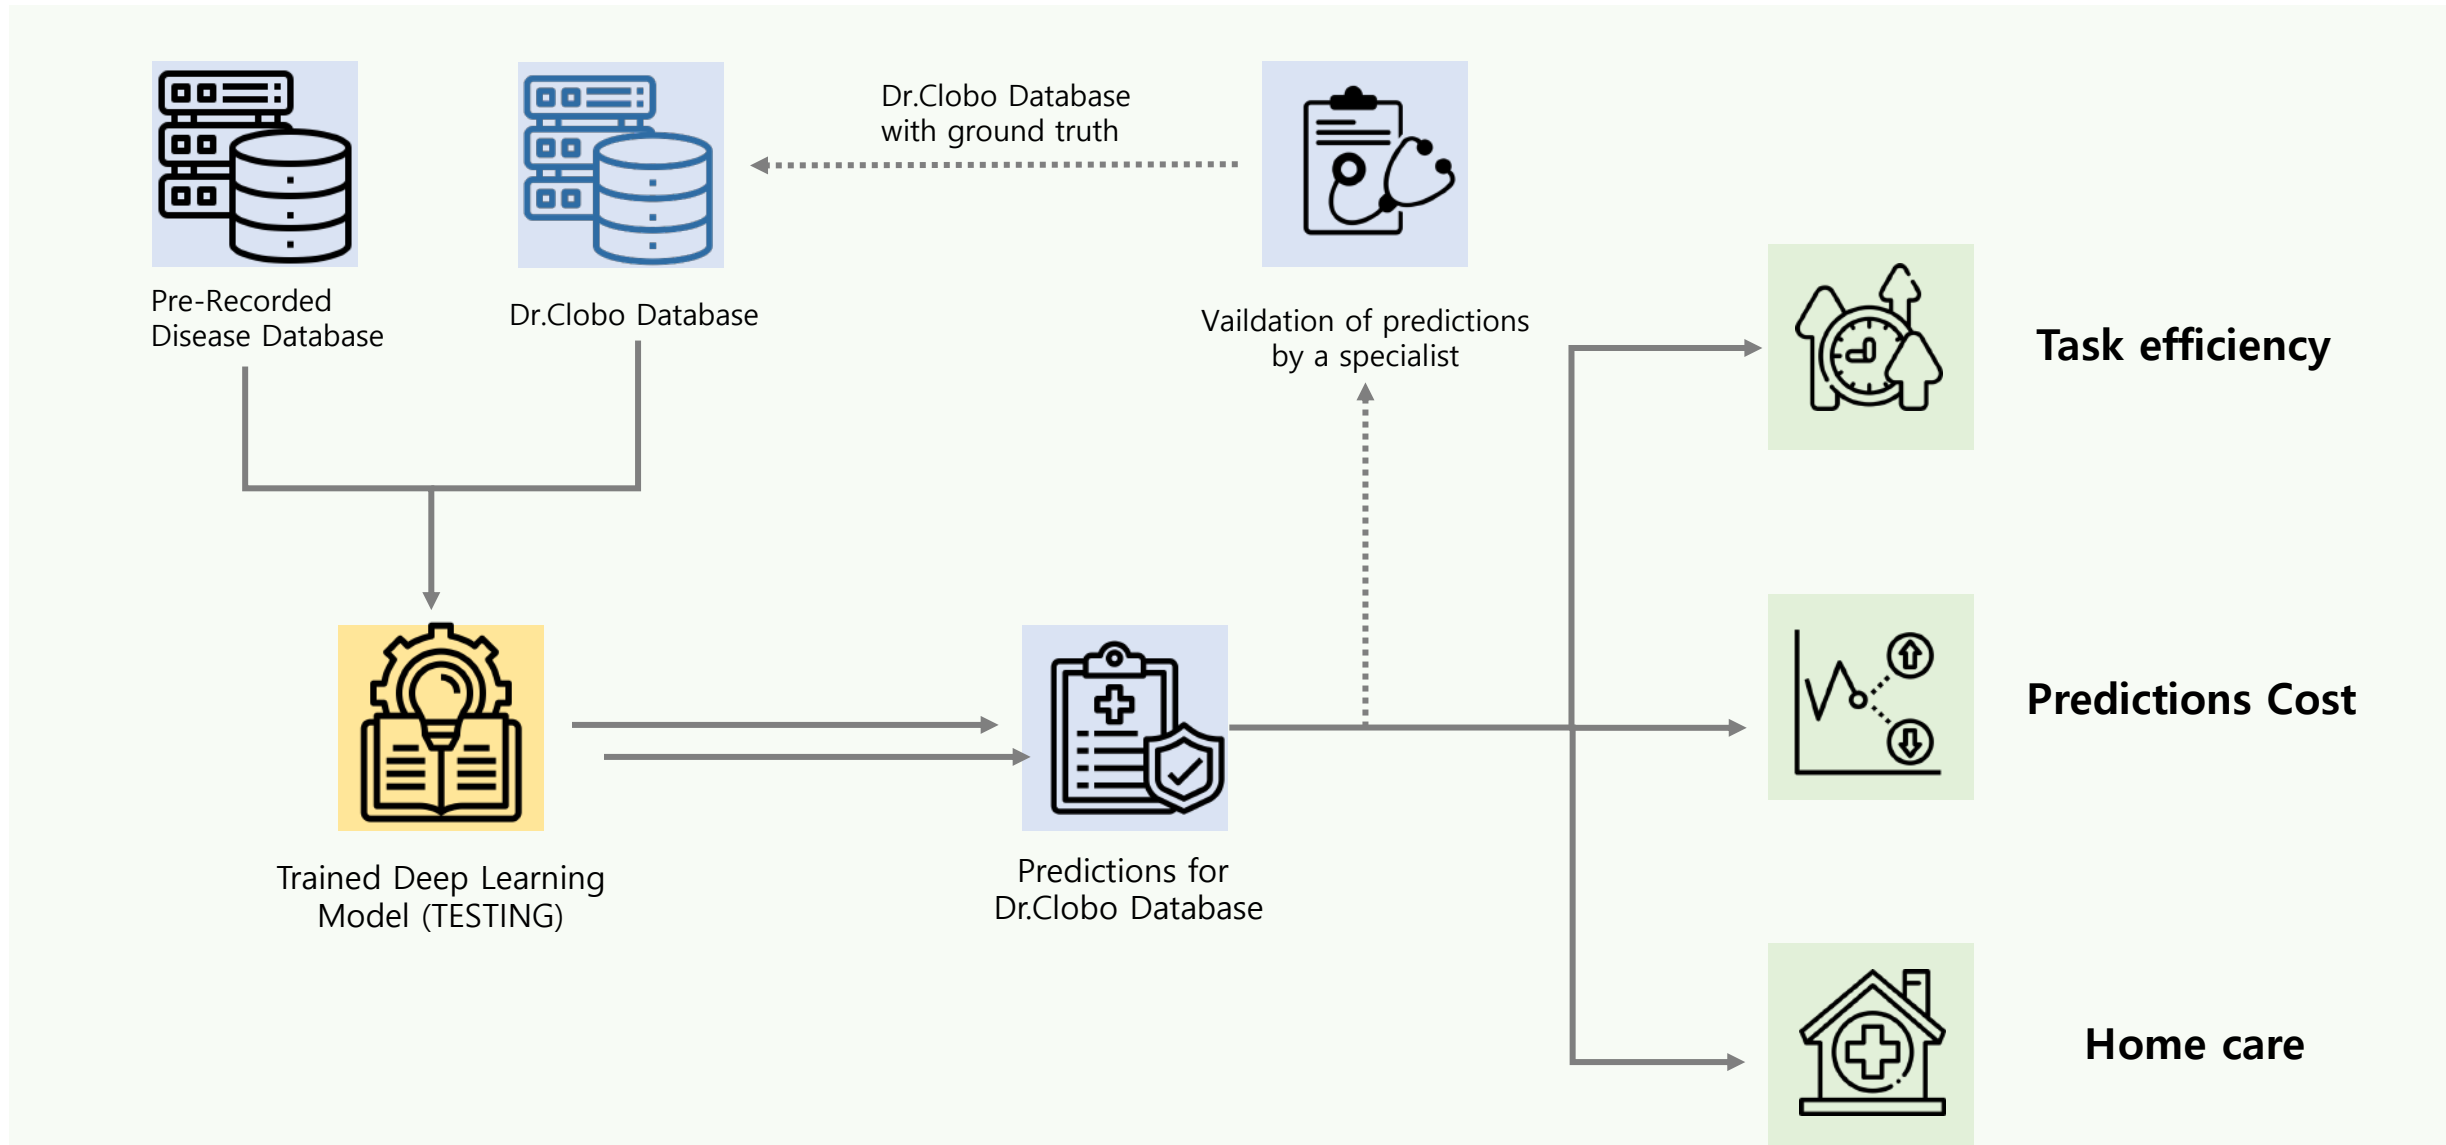 Pre-Recorded
Disease Database
Dr.Clobo Database
Dr.Clobo Database
with ground truth
Vaildation of predictions
by a specialist
Trained Deep Learning
Model (TESTING)
Predictions for
Dr.Clobo Database
Task efficiency
Predictions Cost
Home care